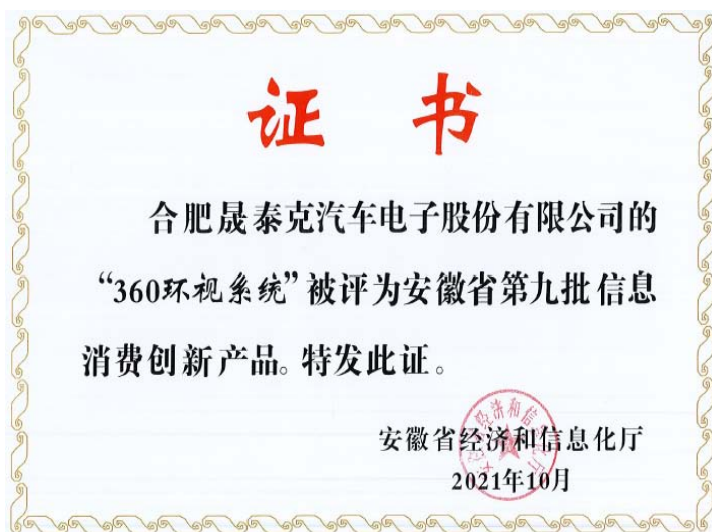 证 书
合肥晟泰克汽车电子股份有限公司的
“360环视系统”被评为安徽省第九批信息
消费创新产品。特发此证。
安徽省经济和信息化厅
2021年10月